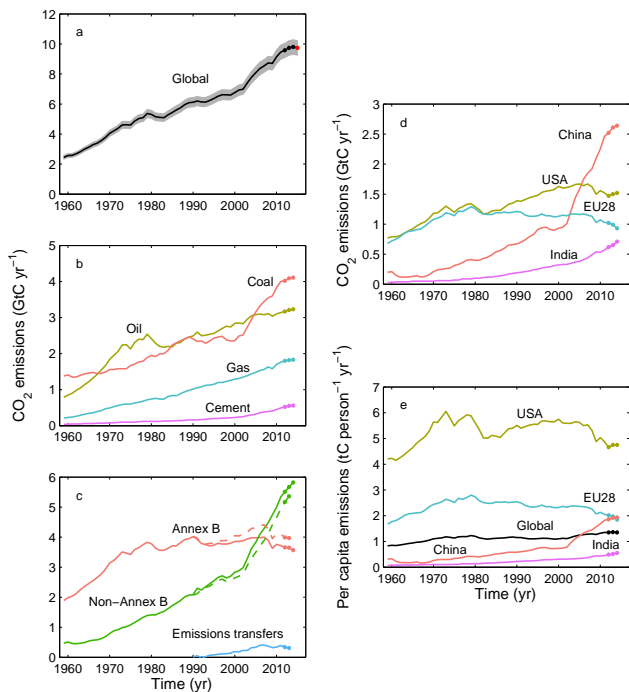 a
Global
12
10
8
6
4
2
0
1960 1970 1980 1990 2000 2010
b
Coal
Oil
Gas
Cement
5
4
3
2
1
0
1960 1970 1980 1990 2000 2010
CO₂ emissions (GtC yr⁻¹)
c
Annex B
Non−Annex B
Emissions transfers
6
5
4
3
2
1
0
1960 1970 1980 1990 2000 2010
Time (yr)
d
China
USA
EU28
India
3
2.5
2
1.5
1
0.5
0
1960 1970 1980 1990 2000 2010
CO₂ emissions (GtC yr⁻¹)
e
USA
EU28
Global
China
India
7
6
5
4
3
2
1
0
1960 1970 1980 1990 2000 2010
Time (yr)
Per capita emissions (tC person⁻¹ yr⁻¹)